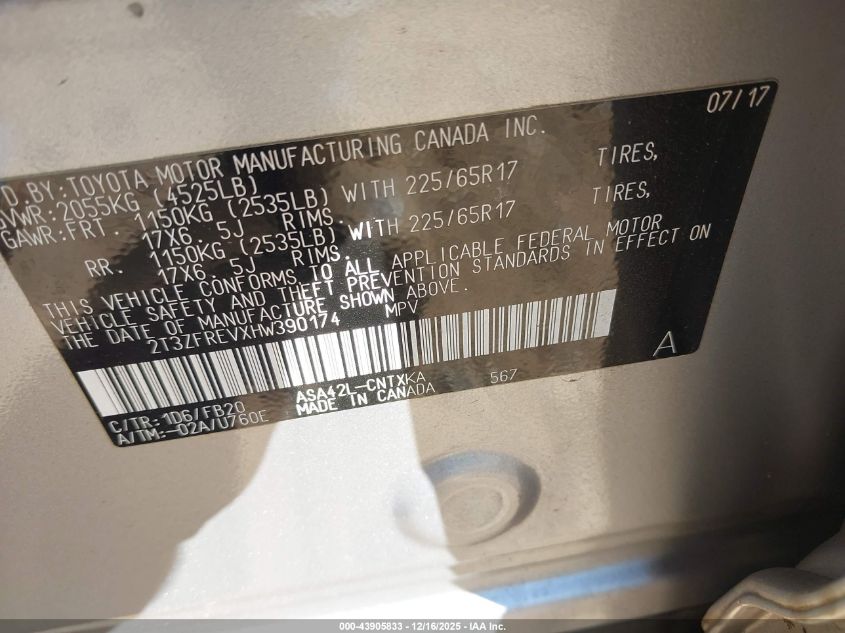 07/17
D.BY:TOYOTA MOTOR MANUFACTURING CANADA INC.
GVWR:2055KG (4525LB)
GAWR:FRT. 1150KG (2535LB) WITH 225/65R17 TIRES,
17X6.5J RIMS.
RR. 1150KG (2535LB) WITH 225/65R17 TIRES,
17X6.5J RIMS.
THIS VEHICLE CONFORMS TO ALL APPLICABLE FEDERAL MOTOR
VEHICLE SAFETY AND THEFT PREVENTION STANDARDS IN EFFECT ON
THE DATE OF MANUFACTURE SHOWN ABOVE.
2T3ZFREVXHW390174 MPV
A
C/TR:1D6/FB20 ASA42L-CNTXKA 567
A/TM:-02A/U760E MADE IN CANADA
000-43905833 - 12/16/2025 - IAA Inc.